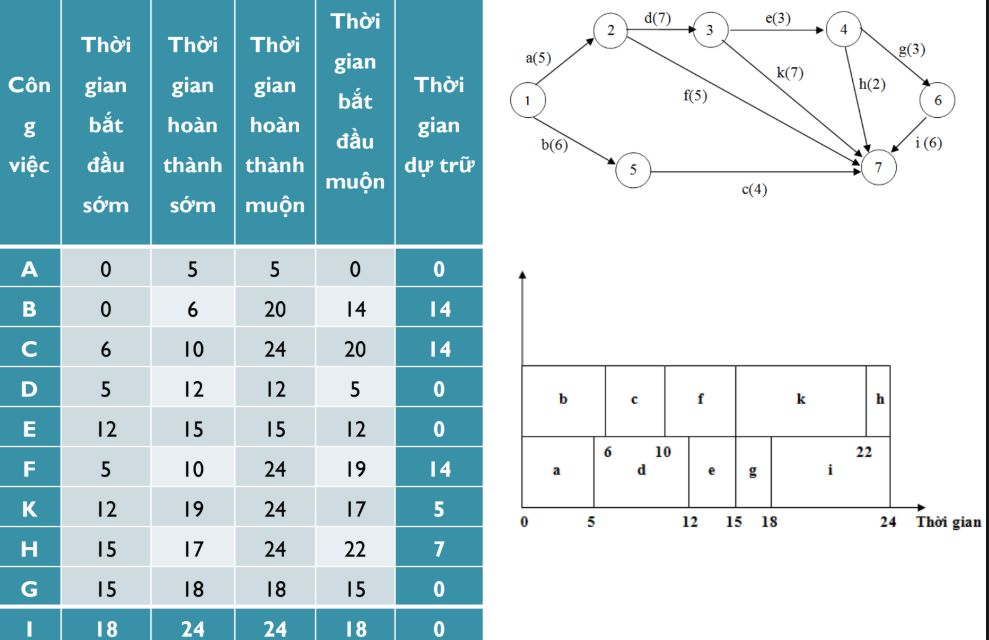 Công việc
Thời gian bắt đầu sớm
Thời gian hoàn thành sớm
Thời gian hoàn thành muộn
Thời gian bắt đầu muộn
Thời gian dự trữ
A 0 5 5 0 0
B 0 6 20 14 14
C 6 10 24 20 14
D 5 12 12 5 0
E 12 15 15 12 0
F 5 10 24 19 14
K 12 19 24 17 5
H 15 17 24 22 7
G 15 18 18 15 0
I 18 24 24 18 0
d(7) e(3)
2 3 4
a(5) g(3)
k(7) h(2)
1 f(5) 6
b(6) i (6)
5 7
c(4)
b c f k h
6 10 22
a d e g i
0 5 12 15 18 24 Thời gian